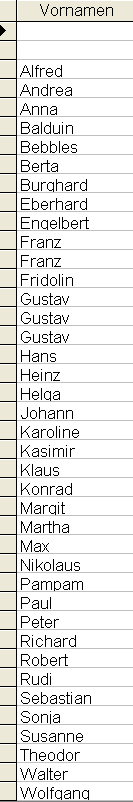 Vornamen
Alfred
Andrea
Anna
Balduin
Bebbles
Berta
Burghard
Eberhard
Engelbert
Franz
Franz
Fridolin
Gustav
Gustav
Gustav
Hans
Heinz
Helga
Johann
Karoline
Kasimir
Klaus
Konrad
Margit
Martha
Max
Nikolaus
Pampam
Paul
Peter
Richard
Robert
Rudi
Sebastian
Sonja
Susanne
Theodor
Walter
Wolfgang